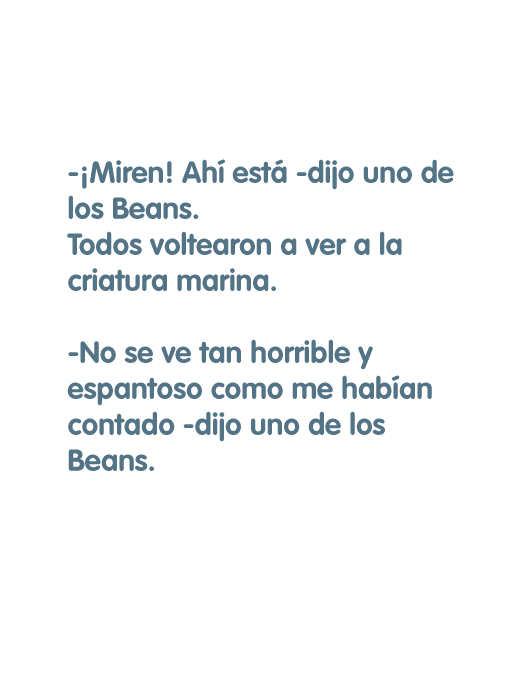 -¡Miren! Ahí está -dijo uno de
los Beans.
Todos voltearon a ver a la
criatura marina.
-No se ve tan horrible y
espantoso como me habían
contado -dijo uno de los
Beans.